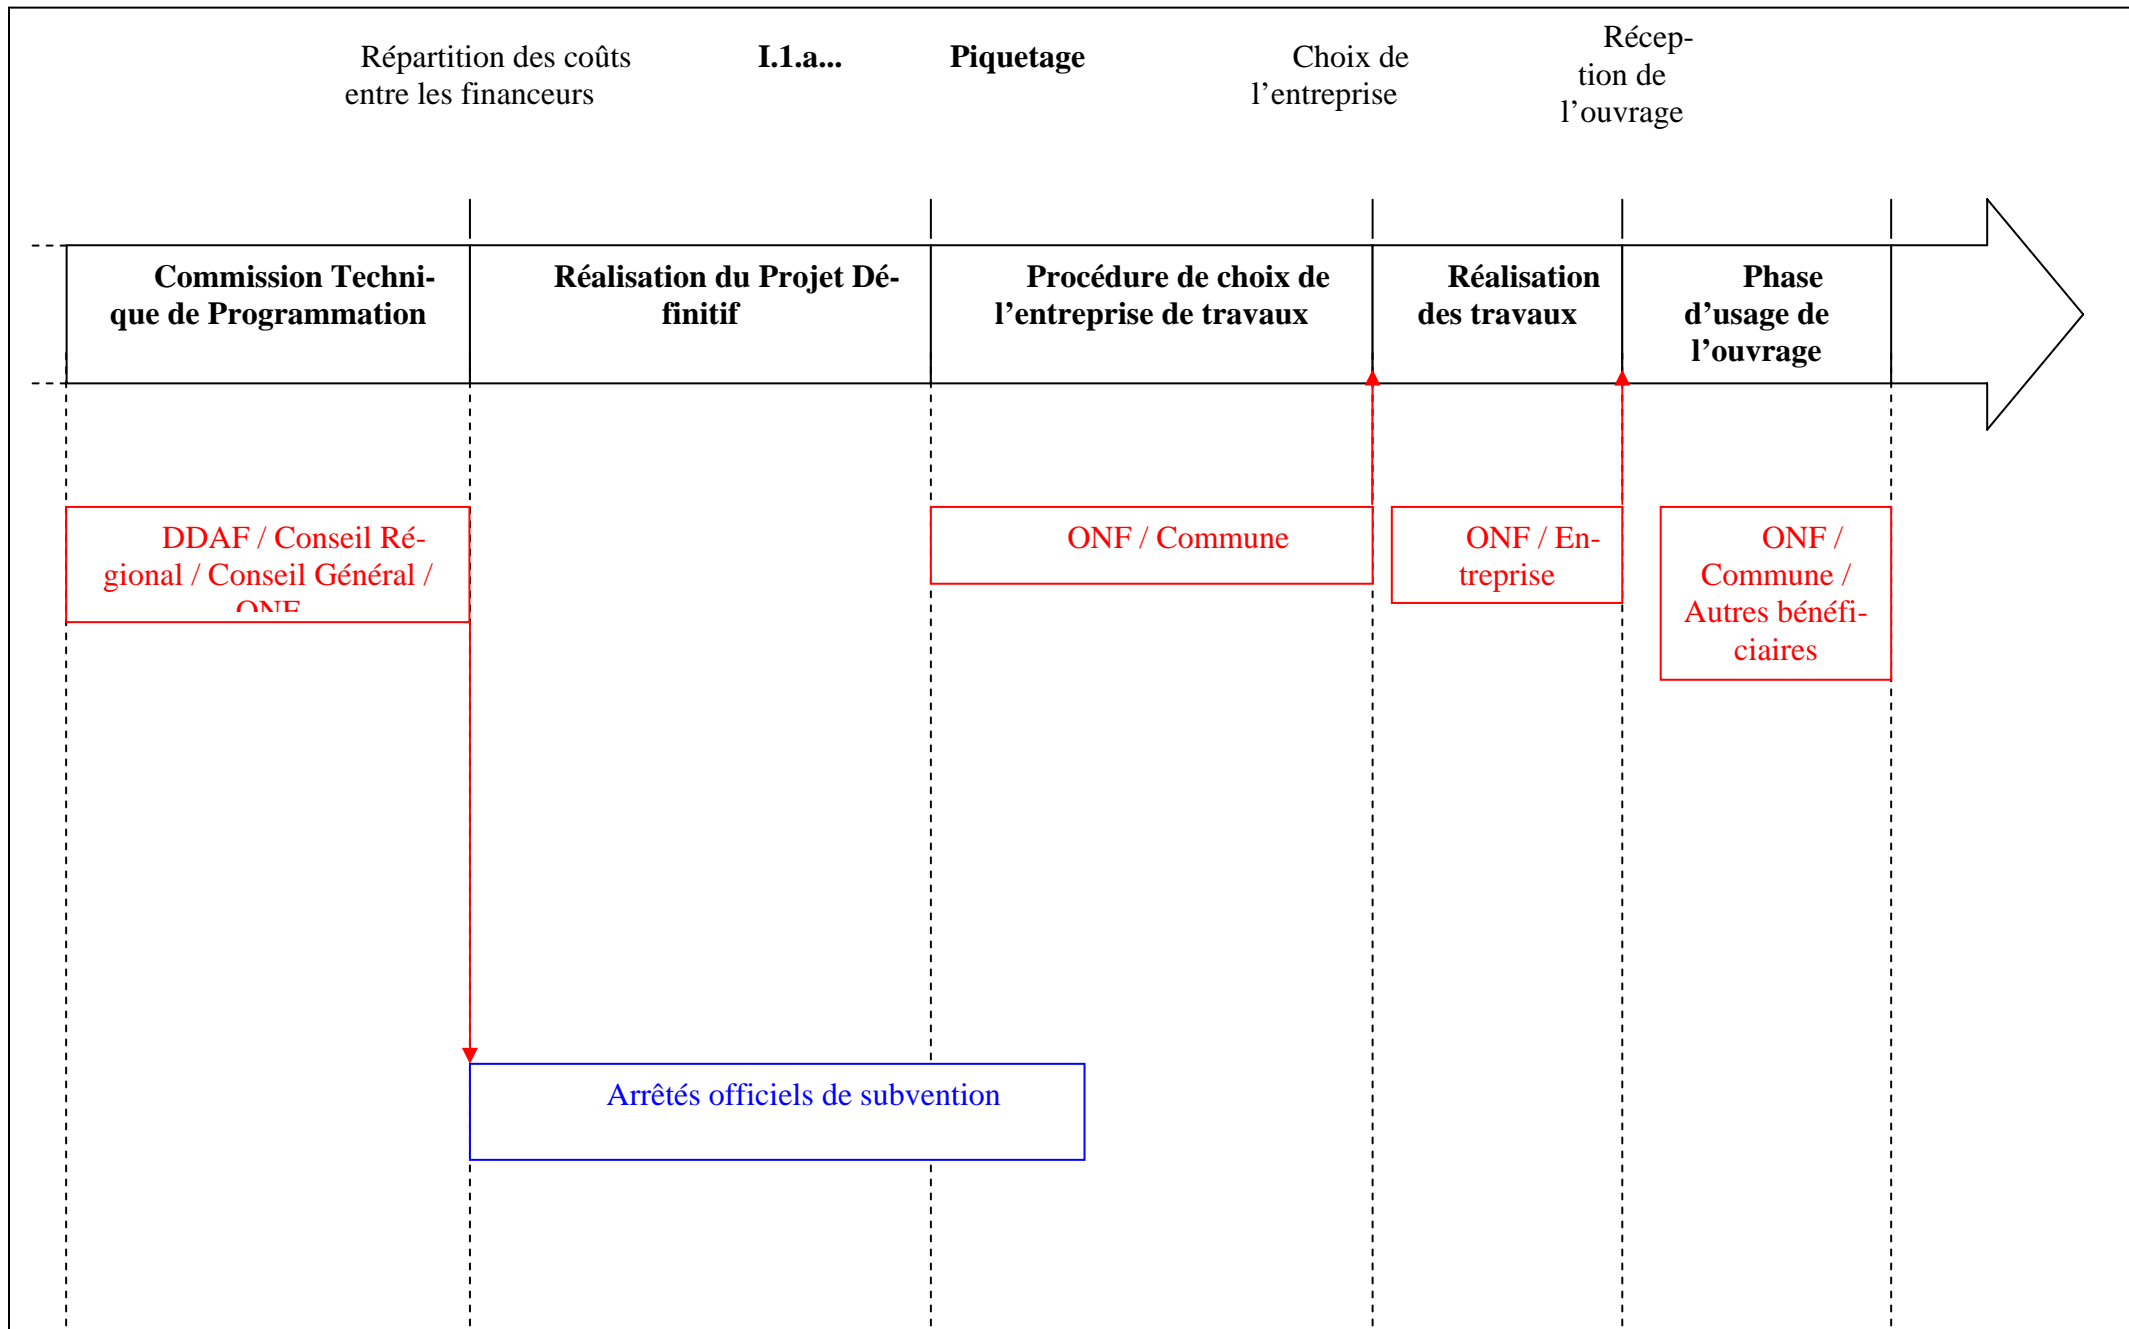 Répartition des coûts
entre les financeurs
I.1.a...
Piquetage
Choix de
l’entreprise
Récep-
tion de
l’ouvrage
Commission Techni-
que de Programmation
Réalisation du Projet Dé-
finitif
Procédure de choix de
l’entreprise de travaux
Réalisation
des travaux
Phase
d’usage de
l’ouvrage
DDAF / Conseil Ré-
gional / Conseil Général /
ONF
ONF / Commune
ONF / En-
treprise
ONF /
Commune /
Autres bénéfi-
ciaires
Arrêtés officiels de subvention